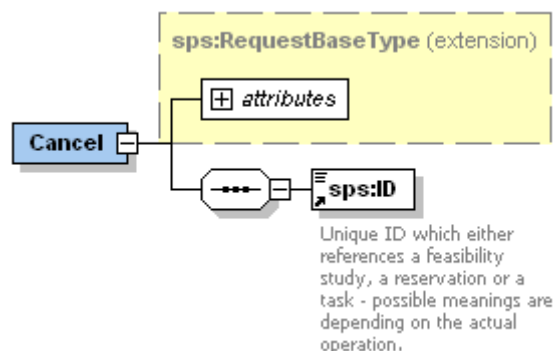 sps:RequestBaseType (extension)
attributes
Cancel
sps:ID
Unique ID which either
references a feasibility
study, a reservation or a
task - possible meanings are
depending on the actual
operation.